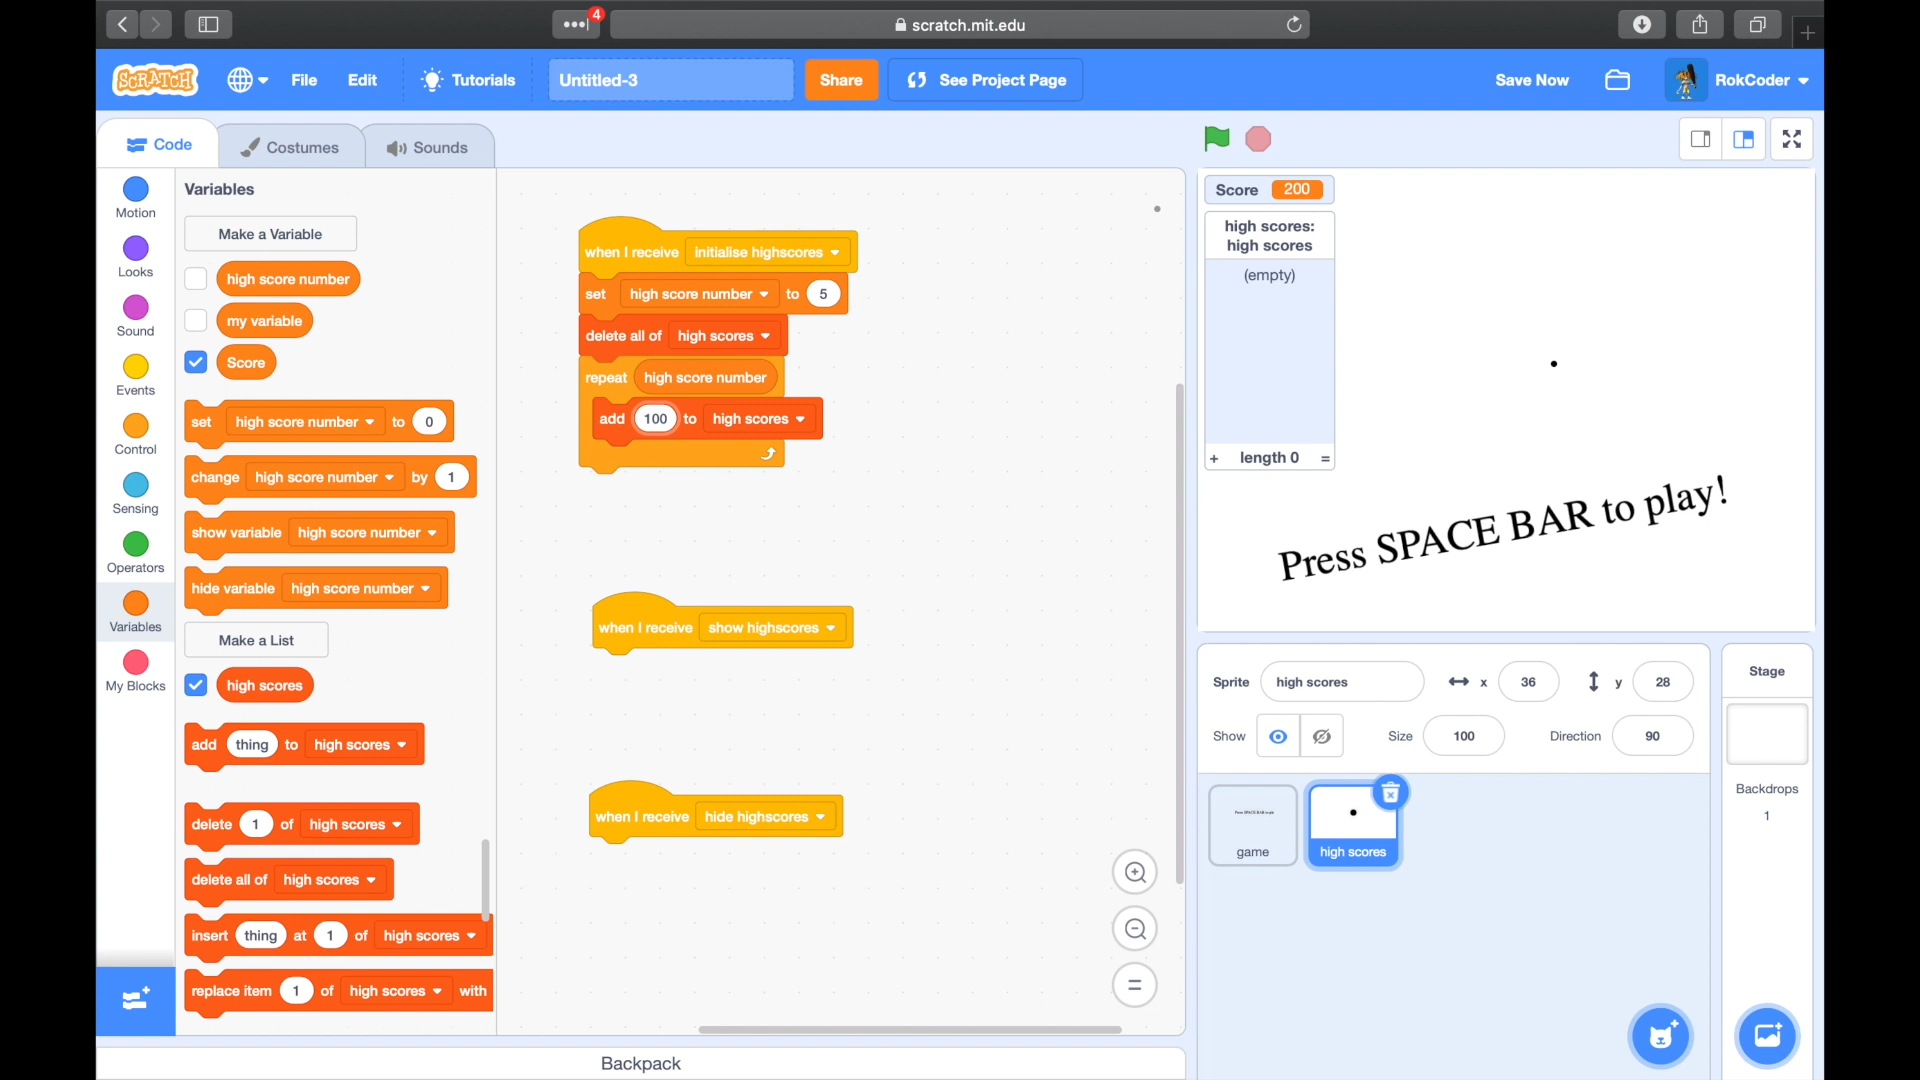 4
scratch.mit.edu
SCRATCH
File
Edit
Tutorials
Untitled-3
Share
See Project Page
Save Now
RokCoder
Code
Costumes
Sounds
Motion
Looks
Sound
Events
Control
Sensing
Operators
Variables
My Blocks
Variables
Make a Variable
high score number
my variable
Score
set high score number to 0
change high score number by 1
show variable high score number
hide variable high score number
Make a List
high scores
add thing to high scores
delete 1 of high scores
delete all of high scores
insert thing at 1 of high scores
replace item 1 of high scores with
when I receive initialise highscores
set high score number to 5
delete all of high scores
repeat high score number
add 100 to high scores
when I receive show highscores
when I receive hide highscores
Backpack
Score 200
high scores:
high scores
(empty)
+ length 0 =
Press SPACE BAR to play!
Sprite high scores x 36 y 28
Show Size 100 Direction 90
Press SPACE BAR to play
game
high scores
Stage
Backdrops
1